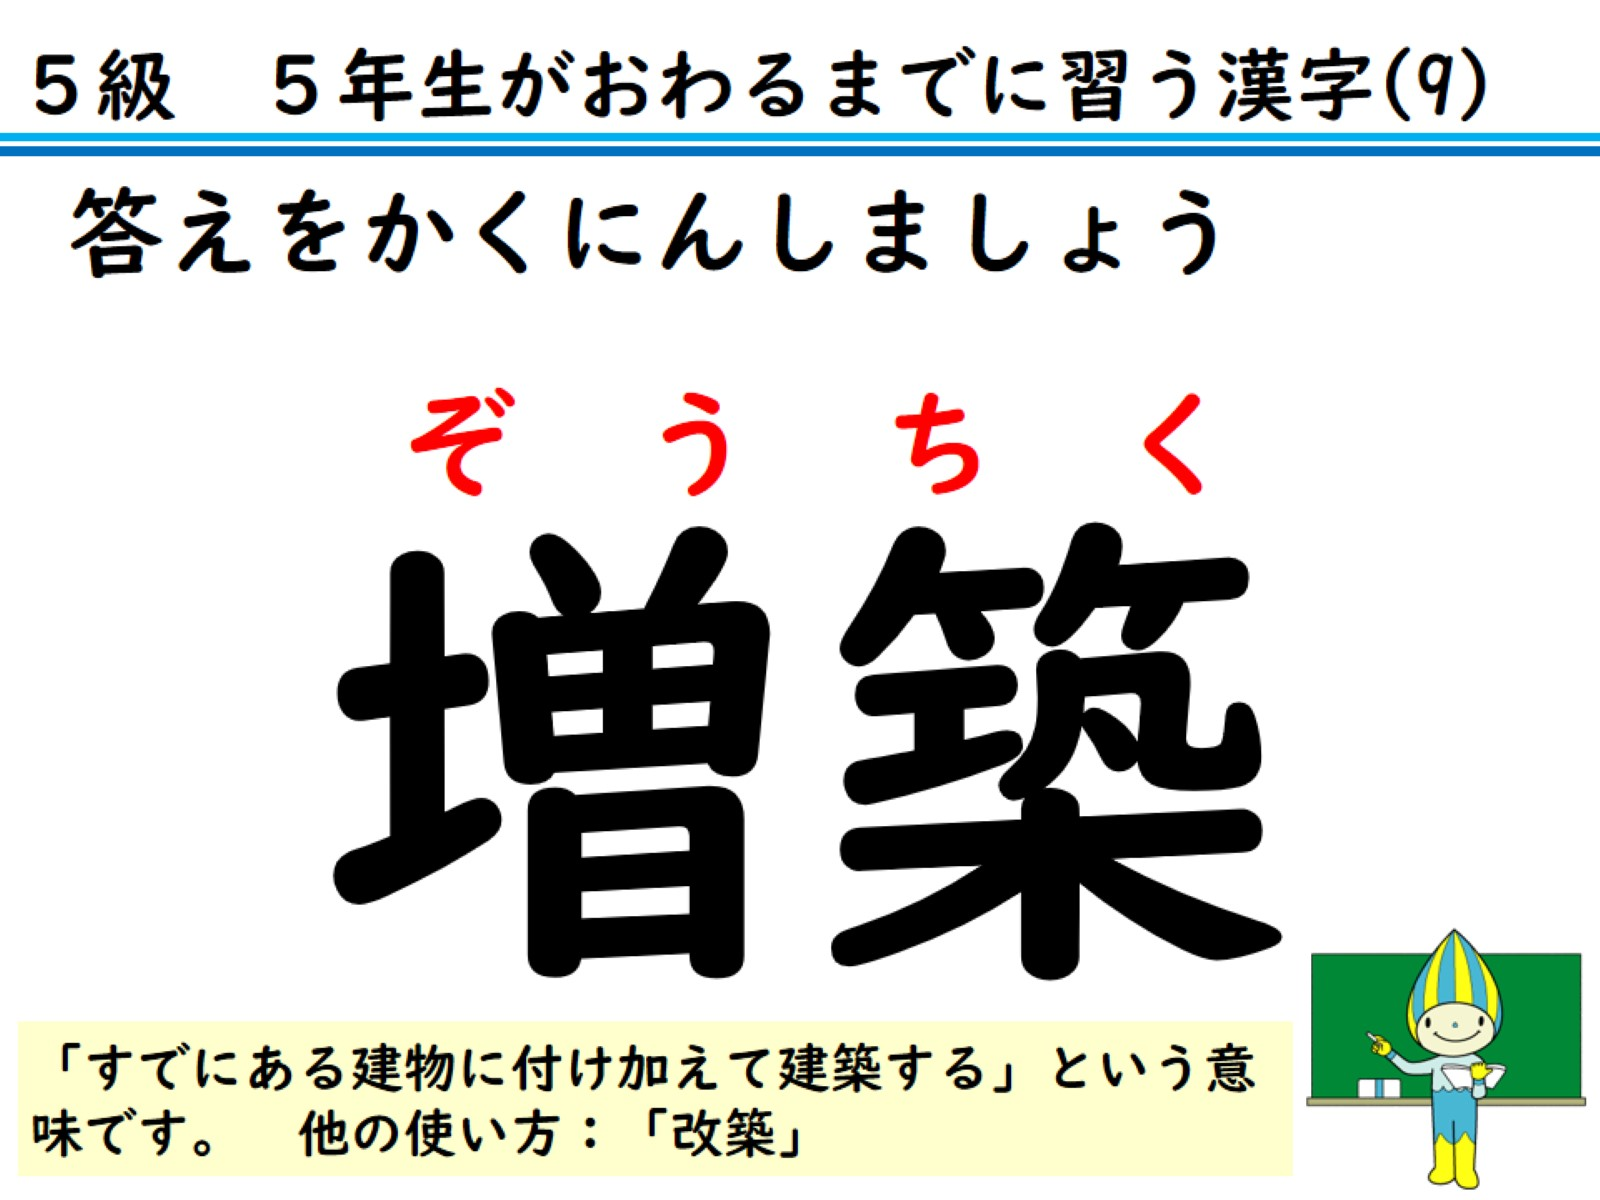 ５級　５年生がおわるまでに習う漢字(9)
答えをかくにんしましょう
ぞうちく
増築
「すでにある建物に付け加えて建築する」という意
味です。　他の使い方：「改築」